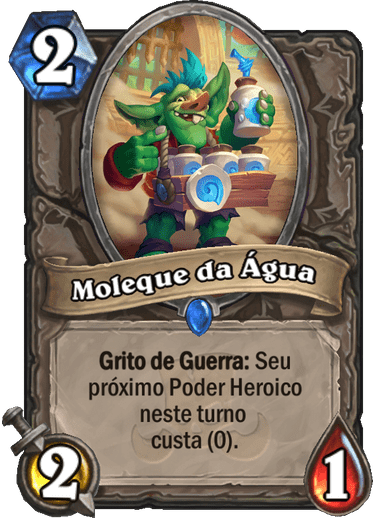 2
Moleque da Água
Grito de Guerra: Seu
próximo Poder Heroico
neste turno
custa (0).
2
1